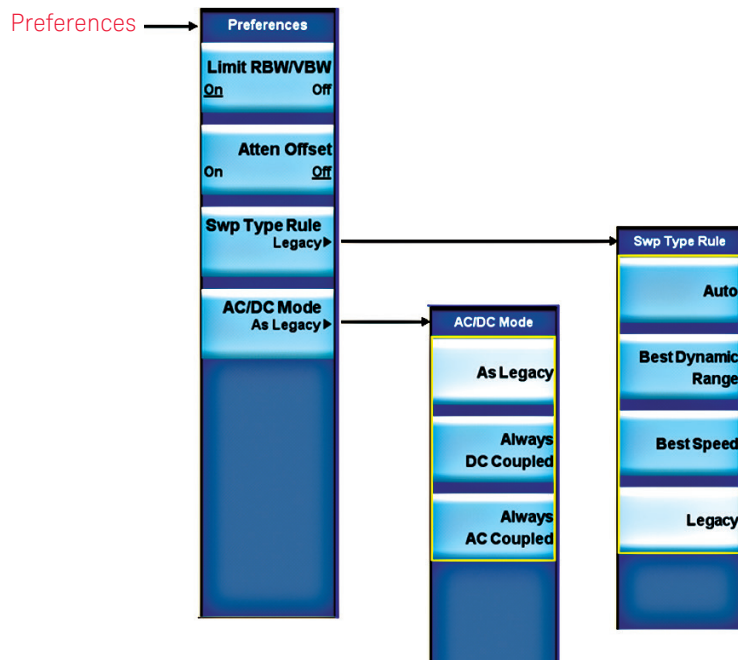 Preferences
Preferences
Limit RBW/VBW
On Off
Atten Offset
On Off
Swp Type Rule
Legacy
AC/DC Mode
As Legacy
AC/DC Mode
As Legacy
Always
DC Coupled
Always
AC Coupled
Swp Type Rule
Auto
Best Dynamic
Range
Best Speed
Legacy